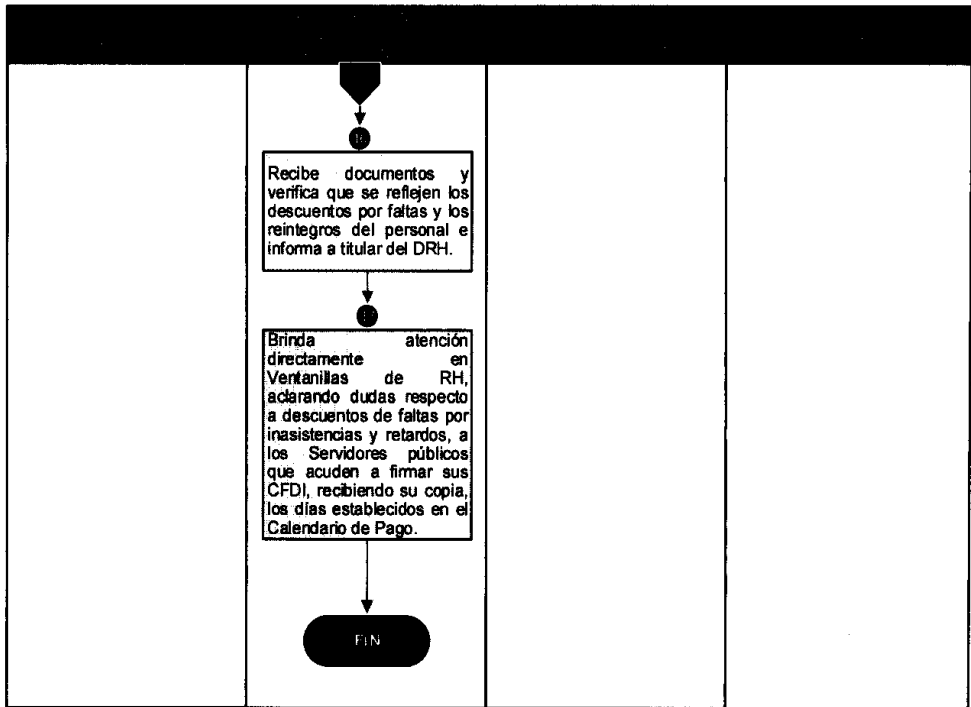 Recibe documentos y
verifica que se reflejen los
descuentos por faltas y los
reintegros del personal e
informa a titular del DRH.
Brinda atención
directamente en
Ventanillas de RH,
aclarando dudas respecto
a descuentos de faltas por
inasistencias y retardos, a
los Servidores públicos
que acuden a firmar sus
CFDI, recibiendo su copia,
los días establecidos en el
Calendario de Pago.
FIN